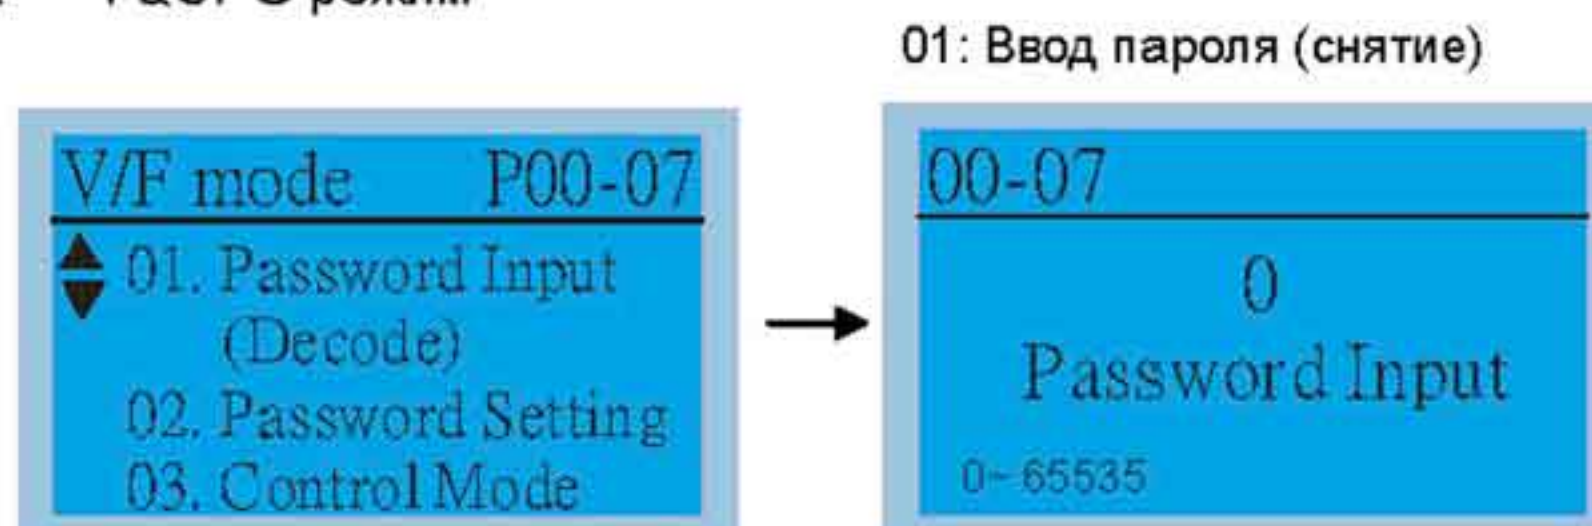 режим
01: Ввод пароля (снятие)
V/F mode P00-07
01. Password Input
(Decode)
02. Password Setting
03. Control Mode
00-07
0
Password Input
0~65535